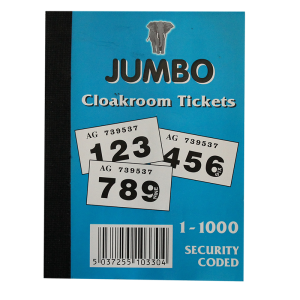 JUMBO
Cloakroom Tickets
AG 739537
123
AG 739537
456
AG 739537
789
1-1000
SECURITY
CODED
5 037255 103304